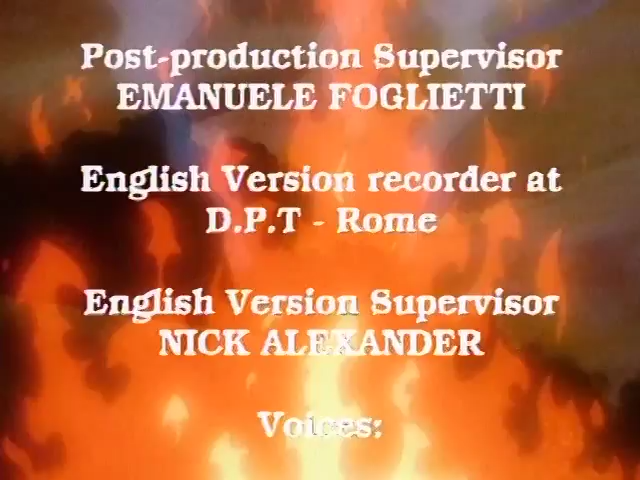 Post-production Supervisor
EMANUELE FOGLIETTI
English Version recorder at
D.P.T - Rome
English Version Supervisor
NICK ALEXANDER
Voices: